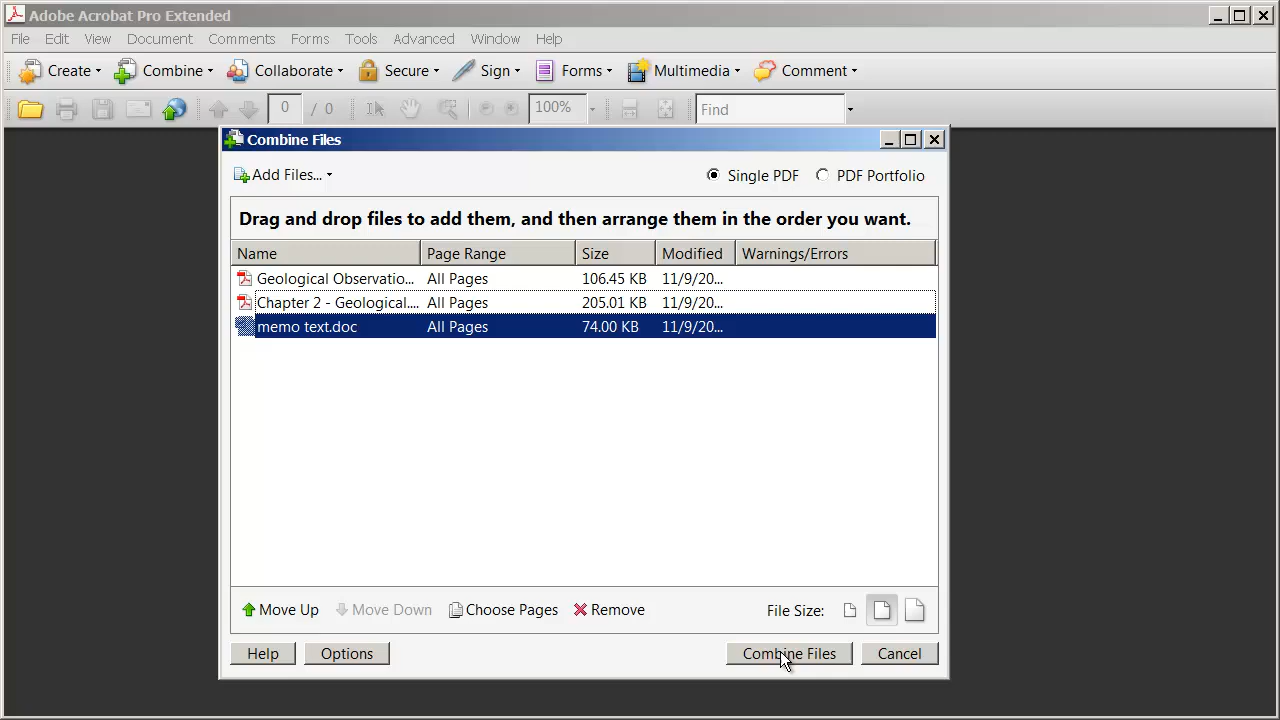 Adobe Acrobat Pro Extended
File Edit View Document Comments Forms Tools Advanced Window Help
Create Combine Collaborate Secure Sign Forms Multimedia Comment
0 / 0 100% Find
Combine Files
Add Files... Single PDF PDF Portfolio
Drag and drop files to add them, and then arrange them in the order you want.
Name Page Range Size Modified Warnings/Errors
Geological Observatio... All Pages 106.45 KB 11/9/20...
Chapter 2 - Geological.... All Pages 205.01 KB 11/9/20...
memo text.doc All Pages 74.00 KB 11/9/20...
Move Up Move Down Choose Pages Remove File Size:
Help Options Combine Files Cancel